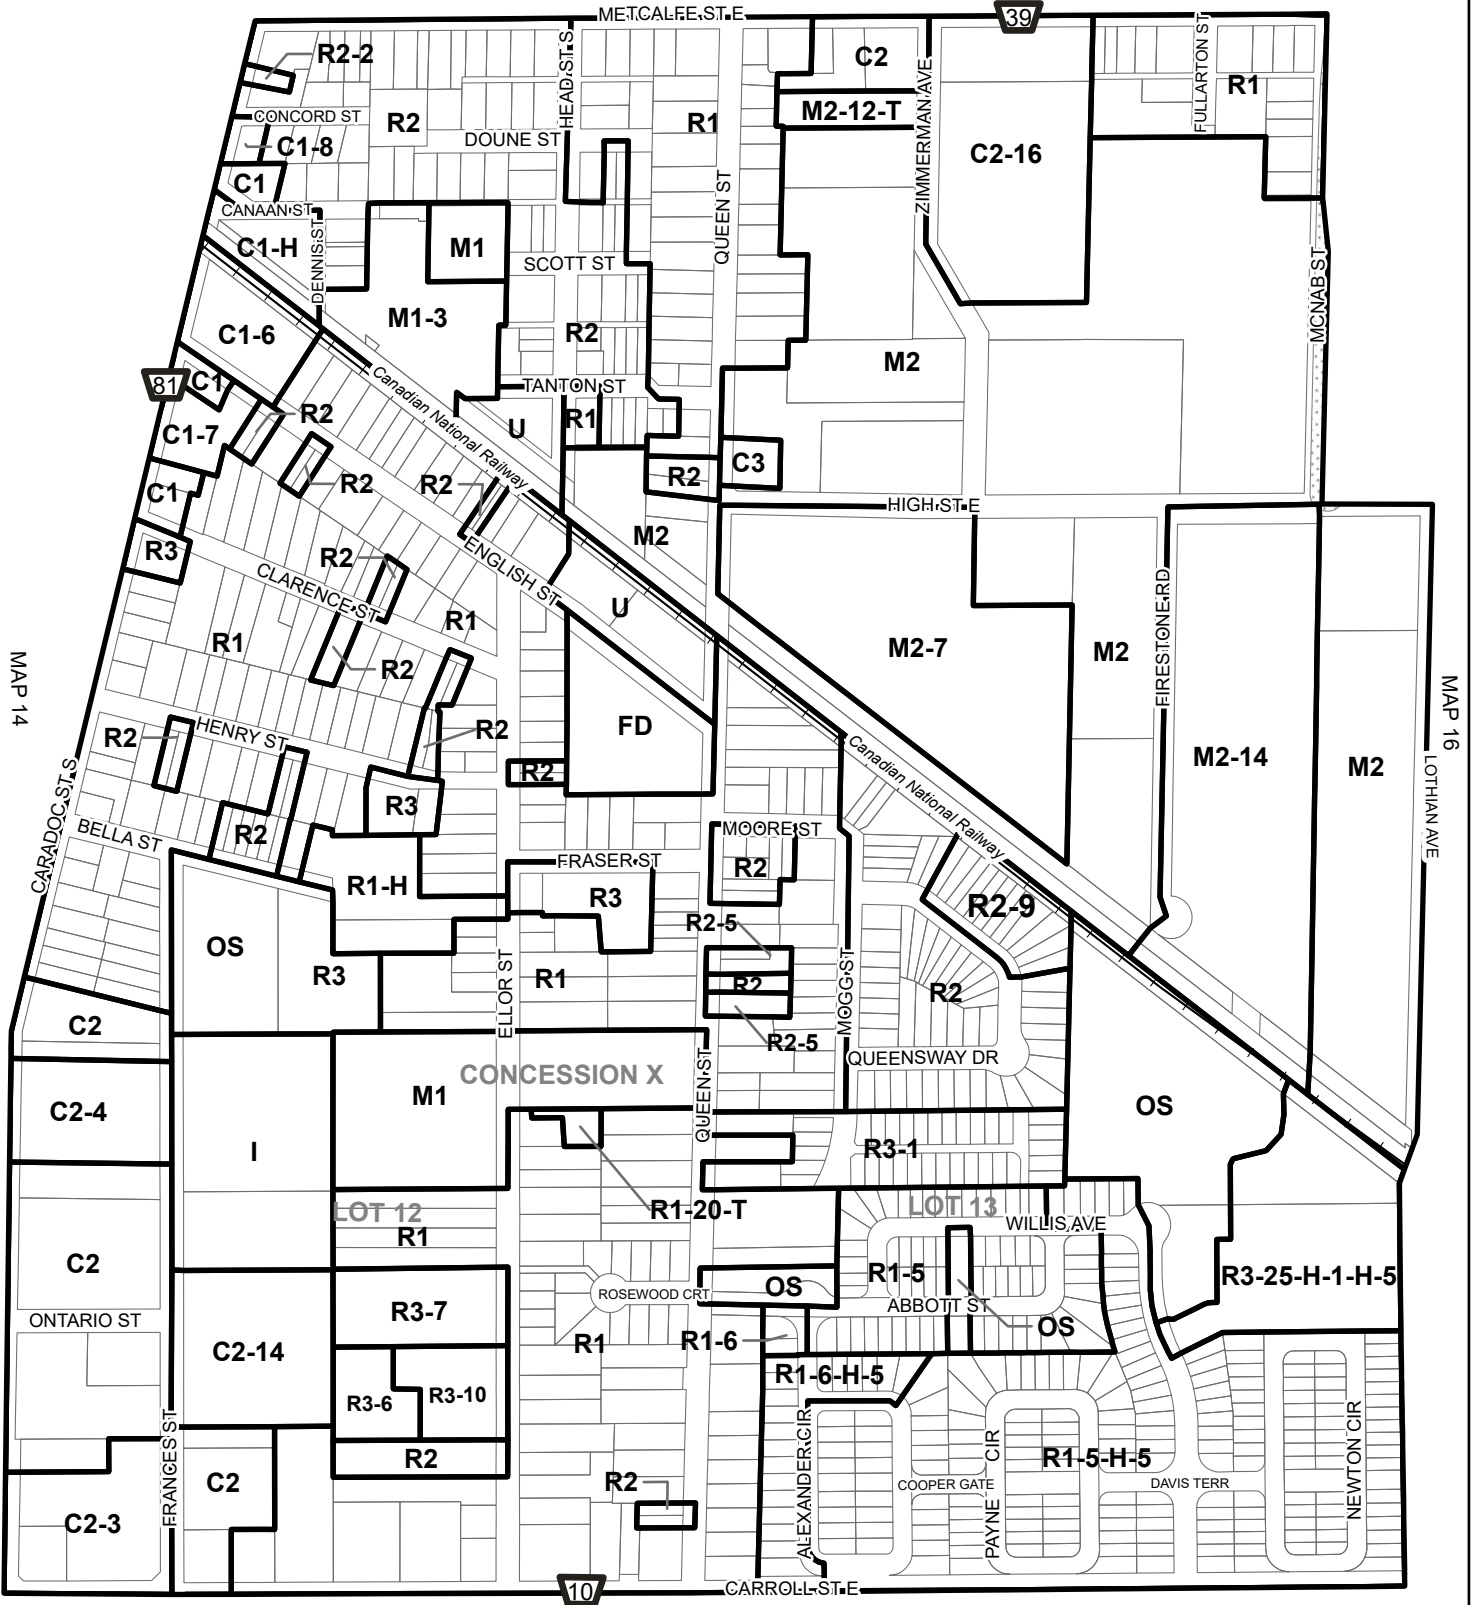 METCALFE ST E
39
R2-2
HEAD ST S
C2
FULLARTON ST
R1
CONCORD ST
R2
R1
M2-12-T
ZIMMERMAN AVE
DOUNE ST
C1-8
C2-16
C1
QUEEN ST
CANAAN ST
C1-H
DENNIS ST
M1
SCOTT ST
MCNAB ST
M1-3
C1-6
R2
M2
81
C1
Canadian National Railway
TANTON ST
R2
U
R1
C1-7
C3
R2
R2
R2
C1
HIGH ST E
M2
R3
R2
ENGLISH ST
CLARENCE ST
U
R1
R1
M2-7
M2
FIRESTONE RD
R2
MAP 14
MAP 16
HENRY ST
R2
R2
FD
M2-14
M2
R2
Canadian National Railway
LOTHIAN AVE
R3
CARADOC ST S
BELLA ST
R2
MOORE ST
FRASER ST
R2
R1-H
R3
R2-9
R2-5
OS
R3
ELLOR ST
R1
R2
MOGG ST
R2
C2
R2-5
QUEENSWAY DR
CONCESSION X
QUEEN ST
M1
C2-4
OS
I
R3-1
R1-20-T
LOT 12
LOT 13
R1
WILLIS AVE
C2
OS
R1-5
R3-25-H-1-H-5
ROSEWOOD CRT
R3-7
ABBOTT ST
ONTARIO ST
OS
R1
R1-6
C2-14
R1-6-H-5
R3-6
R3-10
FRANCES ST
ALEXANDER CIR
PAYNE CIR
R1-5-H-5
NEWTON CIR
R2
C2
R2
COOPER GATE
DAVIS TERR
C2-3
10
CARROLL ST E